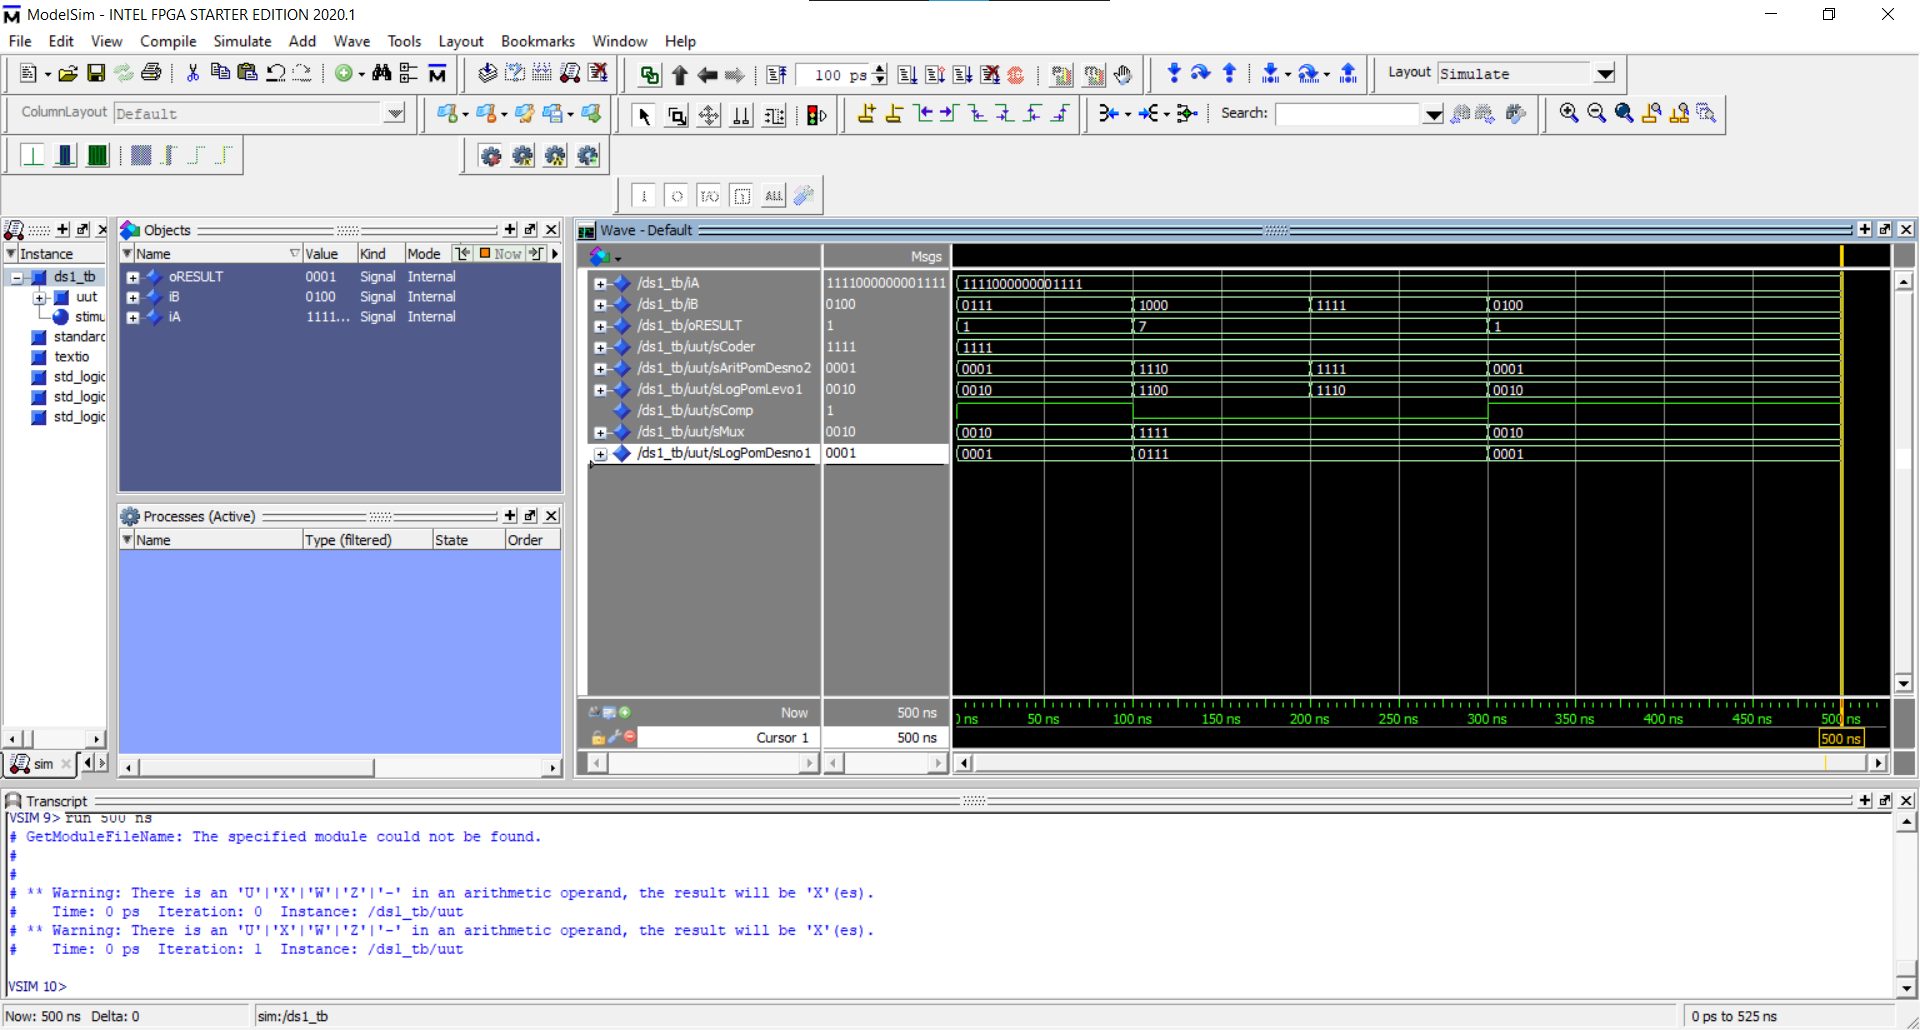 ModelSim - INTEL FPGA STARTER EDITION 2020.1
File Edit View Compile Simulate Add Wave Tools Layout Bookmarks Window Help
100 ps
Layout Simulate
ColumnLayout Default
Search:
ALL
Instance
ds1_tb
uut
stimu
standard
textio
std_logic
std_logic
std_logic
sim
Objects
Name Value Kind Mode Now
oRESULT 0001 Signal Internal
iB 0100 Signal Internal
iA 1111... Signal Internal
Processes (Active)
Name Type (filtered) State Order
Wave - Default
Msgs
/ds1_tb/iA 1111000000001111 1111000000001111
/ds1_tb/iB 0100 0111 1000 1111 0100
/ds1_tb/oRESULT 1 1 7 1
/ds1_tb/uut/sCoder 1111 1111
/ds1_tb/uut/sAritPomDesno2 0001 0001 1110 1111 0001
/ds1_tb/uut/sLogPomLevo1 0010 0010 1100 1110 0010
/ds1_tb/uut/sComp 1
/ds1_tb/uut/sMux 0010 0010 1111 0010
/ds1_tb/uut/sLogPomDesno1 0001 0001 0111 0001
Now 500 ns
ns 50 ns 100 ns 150 ns 200 ns 250 ns 300 ns 350 ns 400 ns 450 ns 500 ns
Cursor 1 500 ns 500 ns
Transcript
VSIM 9> run 500 ns
# GetModuleFileName: The specified module could not be found.
#
#
# ** Warning: There is an 'U'|'X'|'W'|'Z'|'-' in an arithmetic operand, the result will be 'X'(es).
# Time: 0 ps Iteration: 0 Instance: /ds1_tb/uut
# ** Warning: There is an 'U'|'X'|'W'|'Z'|'-' in an arithmetic operand, the result will be 'X'(es).
# Time: 0 ps Iteration: 1 Instance: /ds1_tb/uut
VSIM 10>
Now: 500 ns Delta: 0 sim:/ds1_tb 0 ps to 525 ns